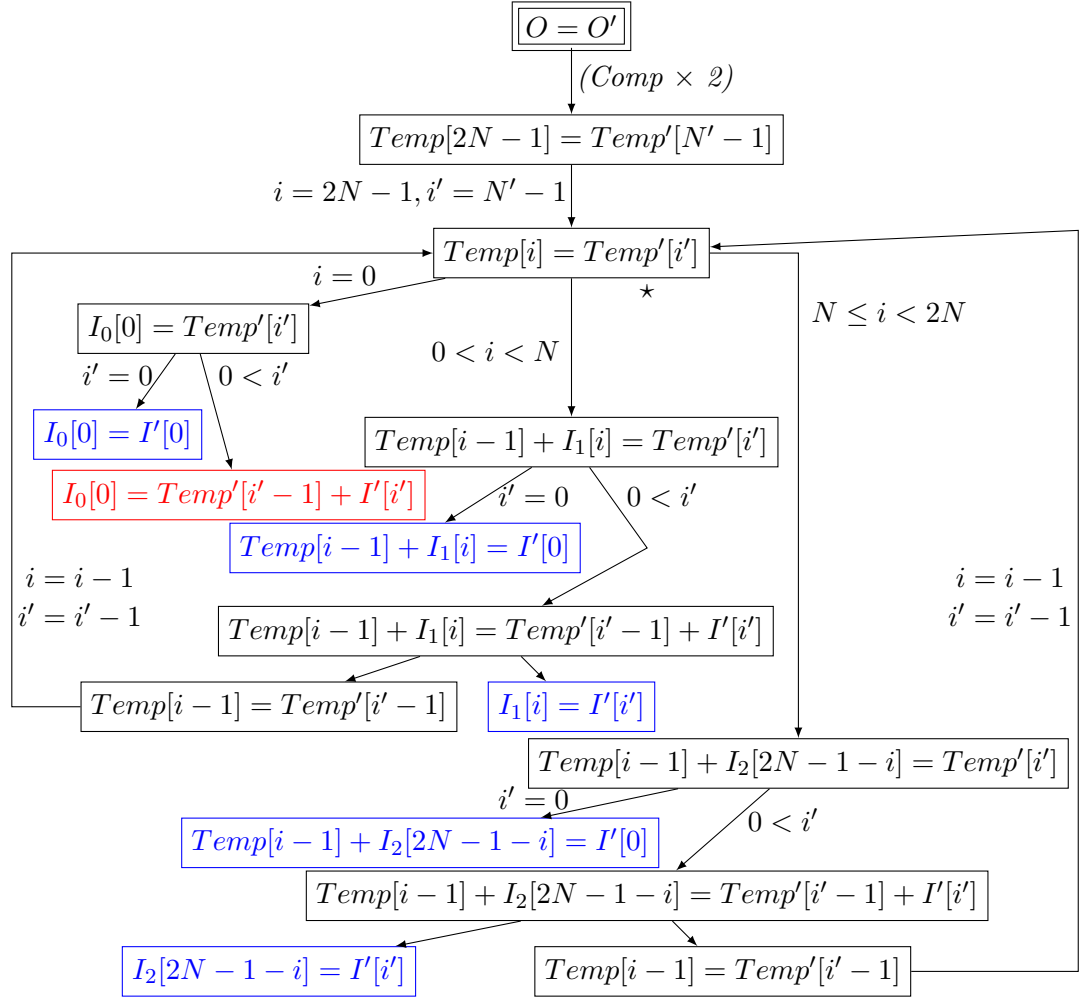 O = O′
(Comp × 2)
Temp[2N − 1] = Temp′[N′ − 1]
i = 2N − 1, i′ = N′ − 1
Temp[i] = Temp′[i′]
i = 0
⋆
I₀[0] = Temp′[i′]
N ≤ i < 2N
0 < i < N
i′ = 0
0 < i′
I₀[0] = I′[0]
Temp[i − 1] + I₁[i] = Temp′[i′]
I₀[0] = Temp′[i′ − 1] + I′[i′]
i′ = 0
0 < i′
Temp[i − 1] + I₁[i] = I′[0]
i = i − 1
i′ = i′ − 1
i = i − 1
i′ = i′ − 1
Temp[i − 1] + I₁[i] = Temp′[i′ − 1] + I′[i′]
Temp[i − 1] = Temp′[i′ − 1]
I₁[i] = I′[i′]
Temp[i − 1] + I₂[2N − 1 − i] = Temp′[i′]
i′ = 0
0 < i′
Temp[i − 1] + I₂[2N − 1 − i] = I′[0]
Temp[i − 1] + I₂[2N − 1 − i] = Temp′[i′ − 1] + I′[i′]
I₂[2N − 1 − i] = I′[i′]
Temp[i − 1] = Temp′[i′ − 1]